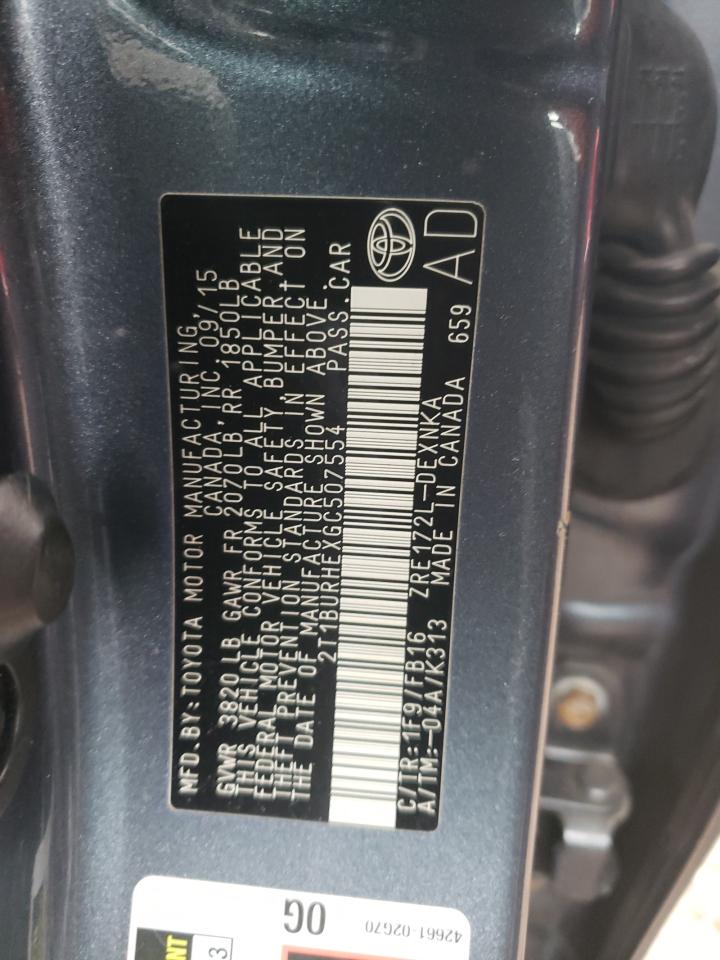 MFD.BY:TOYOTA MOTOR MANUFACTURING
CANADA,INC. 09/15
GVWR 3820 LB GAWR FR 2070LB RR 1850LB
THIS VEHICLE CONFORMS TO ALL APPLICABLE
FEDERAL MOTOR VEHICLE SAFETY,BUMPER,AND
THEFT PREVENTION STANDARDS IN EFFECT ON
THE DATE OF MANUFACTURE SHOWN ABOVE.
2T1BURHEXGC507554 PASS.CAR
C/TR:1F9/FB16 ZRE172L-DEXNKA
A/TM:-04A/K313 MADE IN CANADA 659
AD
0G
42661-02G70
3